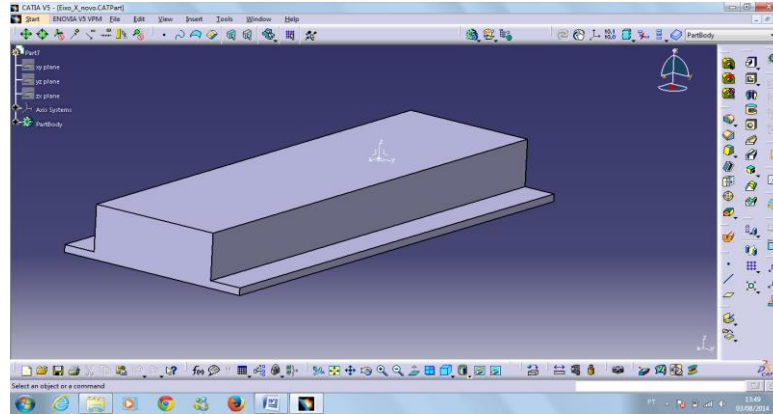 CATIA V5 - [Eixo_X_novo.CATPart]
Start ENOVIA V5 VPM File Edit View Insert Tools Window Help
PartBody
Part7
xy plane
yz plane
zx plane
Axis Systems
PartBody
Select an object or a command
PT
13:49
03/08/2014